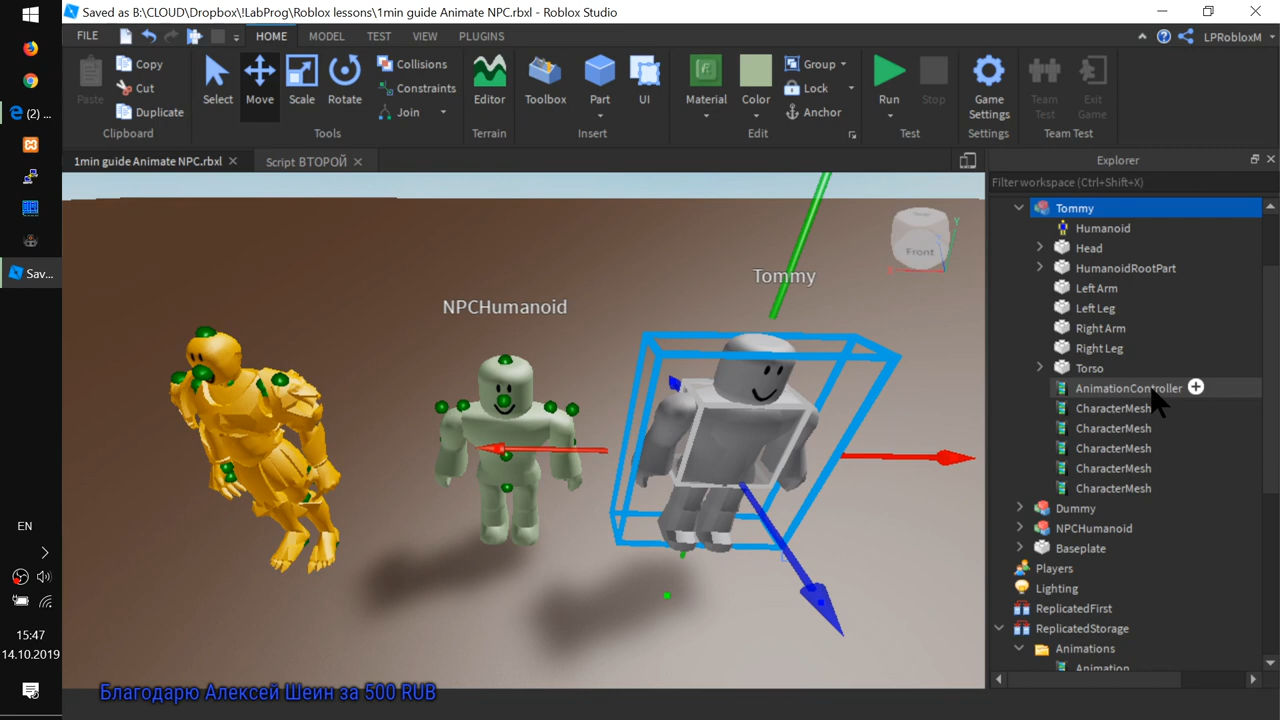 Saved as B:\CLOUD\Dropbox\!LabProg\Roblox lessons\1min guide Animate NPC.rbxl - Roblox Studio
FILE HOME MODEL TEST VIEW PLUGINS LPRobloxM
Paste
Copy
Cut
Duplicate
Clipboard
Select
Move
Scale
Rotate
Collisions
Constraints
Join
Tools
Editor
Terrain
Toolbox
Part
UI
Insert
Material
Color
Group
Lock
Anchor
Edit
Run
Stop
Test
Game
Settings
Settings
Team
Test
Exit
Game
Team Test
1min guide Animate NPC.rbxl
Script ВТОРОЙ
Explorer
Filter workspace (Ctrl+Shift+X)
Tommy
Humanoid
Head
HumanoidRootPart
Left Arm
Left Leg
Right Arm
Right Leg
Torso
AnimationController
CharacterMesh
CharacterMesh
CharacterMesh
CharacterMesh
CharacterMesh
Dummy
NPCHumanoid
Baseplate
Players
Lighting
ReplicatedFirst
ReplicatedStorage
Animations
Animation
Front
Y
Tommy
NPCHumanoid
(2) ...
Sav...
EN
15:47
14.10.2019
Благодарю Алексей Шеин за 500 RUB